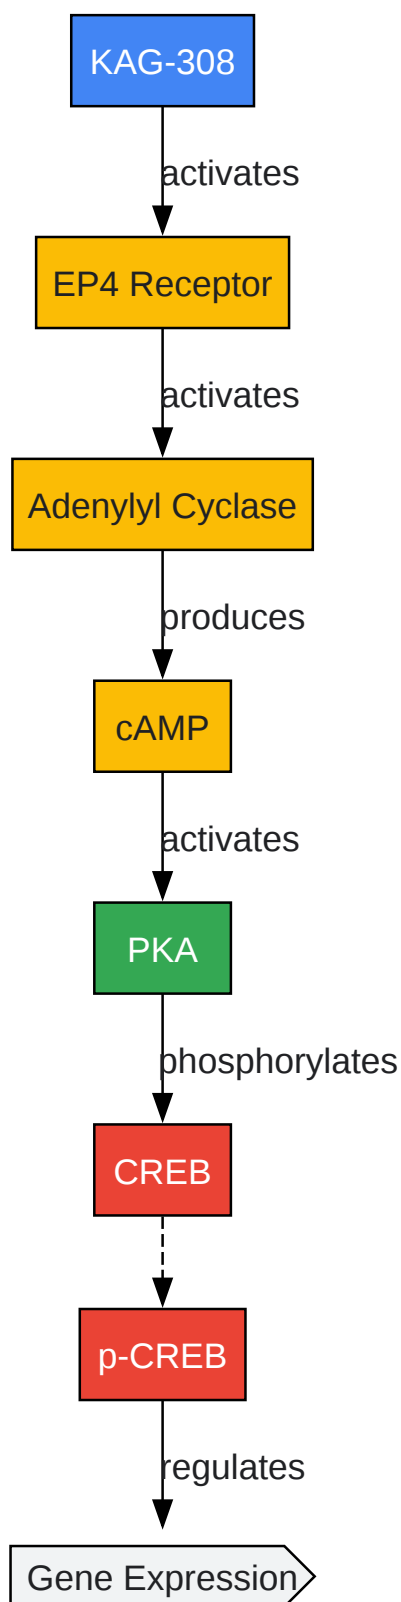 KAG-308
activates
EP4 Receptor
activates
Adenylyl Cyclase
produces
cAMP
activates
PKA
phosphorylates
CREB
p-CREB
regulates
Gene Expression